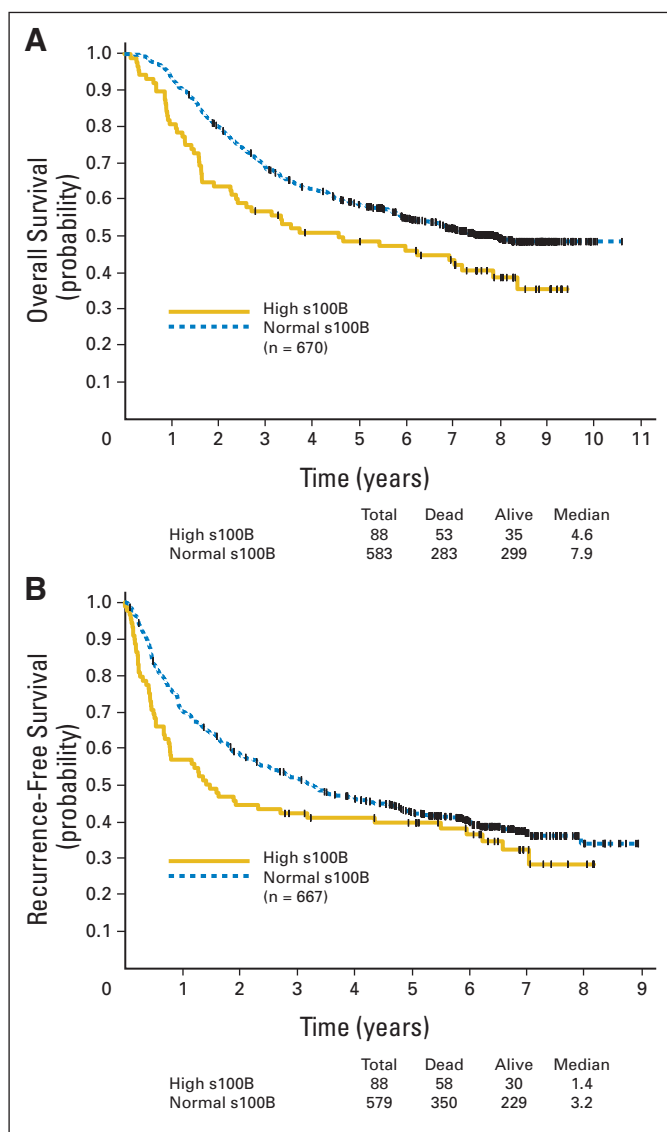 A
1.0
0.9
0.8
0.7
0.6
0.5
0.4
0.3
0.2
0.1
0
Overall Survival
(probability)
High s100B
Normal s100B
(n = 670)
1 2 3 4 5 6 7 8 9 10 11
Time (years)
Total Dead Alive Median
High s100B 88 53 35 4.6
Normal s100B 583 283 299 7.9
B
1.0
0.9
0.8
0.7
0.6
0.5
0.4
0.3
0.2
0.1
0
Recurrence-Free Survival
(probability)
High s100B
Normal s100B
(n = 667)
1 2 3 4 5 6 7 8 9
Time (years)
Total Dead Alive Median
High s100B 88 58 30 1.4
Normal s100B 579 350 229 3.2